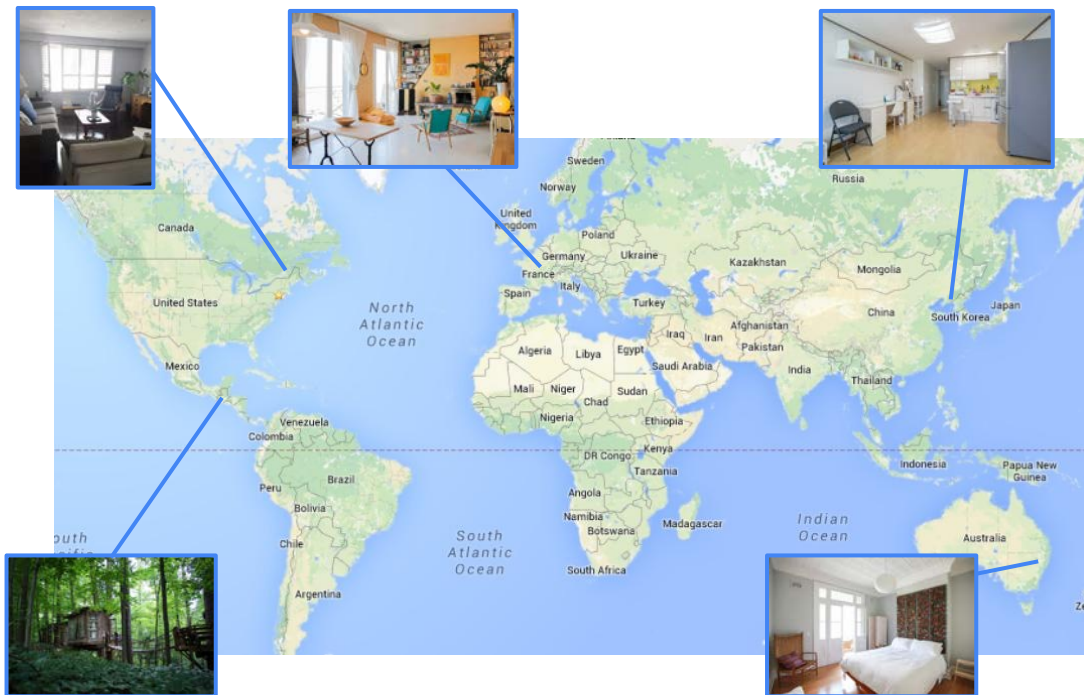 Finland
Sweden
Russia
Norway
Canada
United
Kingdom
Poland
Germany
Ukraine
Kazakhstan
France
Mongolia
Italy
Spain
United States
North
Atlantic
Ocean
Turkey
Japan
China
South Korea
Iraq
Iran
Afghanistan
Pakistan
Algeria
Libya
Egypt
Saudi Arabia
Mexico
India
Thailand
Mali
Niger
Sudan
Chad
Nigeria
Ethiopia
Venezuela
Colombia
DR Congo
Kenya
Indonesia
Papua New
Guinea
Tanzania
Peru
Brazil
Angola
Bolivia
Namibia
Madagascar
Botswana
Indian
Ocean
Australia
Chile
South
Atlantic
Ocean
South Africa
Argentina